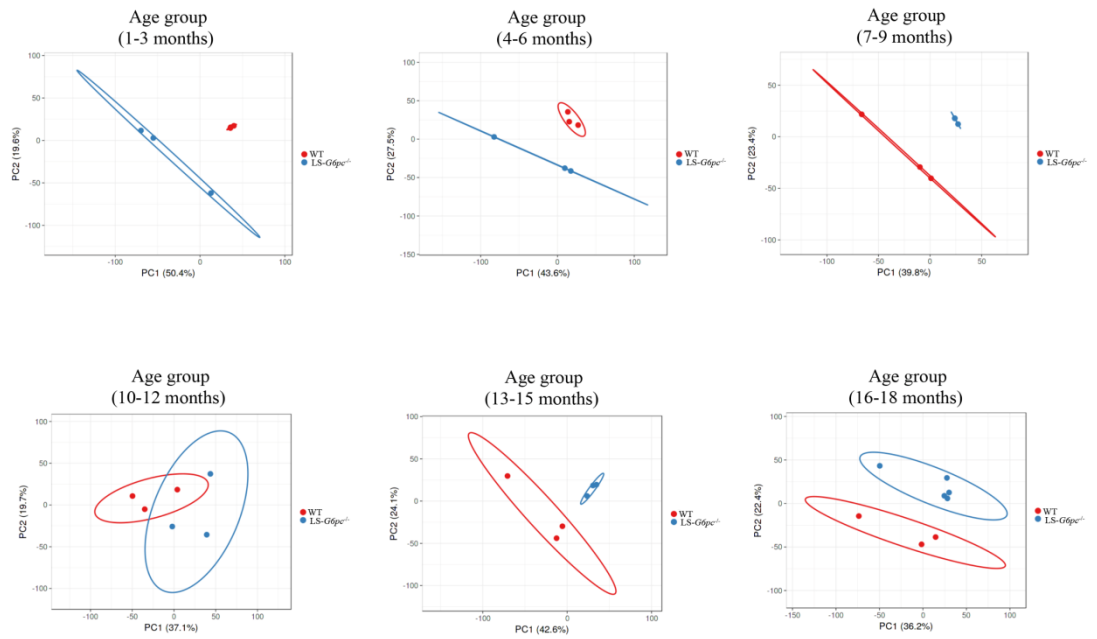 Age group
(1-3 months)
100
50
0
-50
-100
-100
0
100
PC2 (19.6%)
PC1 (50.4%)
WT
LS-G6pc-/-
Age group
(4-6 months)
100
50
0
-50
-100
-150
-100
0
100
PC2 (27.5%)
PC1 (43.6%)
WT
LS-G6pc-/-
Age group
(7-9 months)
50
0
-50
-100
-100
-50
0
50
PC2 (23.4%)
PC1 (39.8%)
WT
LS-G6pc-/-
Age group
(10-12 months)
100
50
0
-50
-100
-100
-50
0
50
100
PC2 (19.7%)
PC1 (37.1%)
WT
LS-G6pc-/-
Age group
(13-15 months)
100
50
0
-50
-100
-100
0
100
PC2 (24.1%)
PC1 (42.6%)
WT
LS-G6pc-/-
Age group
(16-18 months)
100
50
0
-50
-100
-150
-100
-50
0
50
100
PC2 (22.4%)
PC1 (36.2%)
WT
LS-G6pc-/-